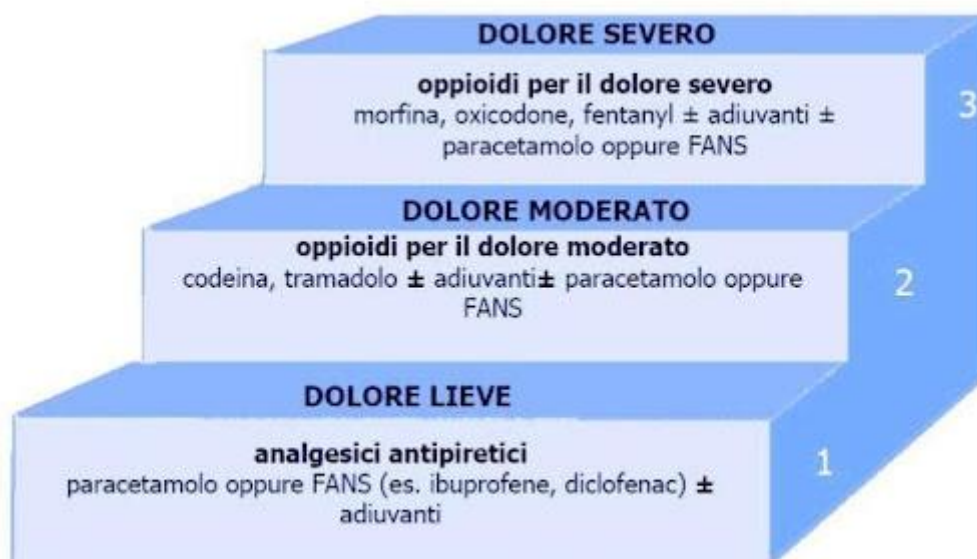 DOLORE SEVERO
oppioidi per il dolore severo
morfina, oxicodone, fentanyl ± adiuvanti ±
paracetamolo oppure FANS
3
DOLORE MODERATO
oppioidi per il dolore moderato
codeina, tramadolo ± adiuvanti± paracetamolo oppure
FANS
2
DOLORE LIEVE
analgesici antipiretici
paracetamolo oppure FANS (es. ibuprofene, diclofenac) ±
adiuvanti
1